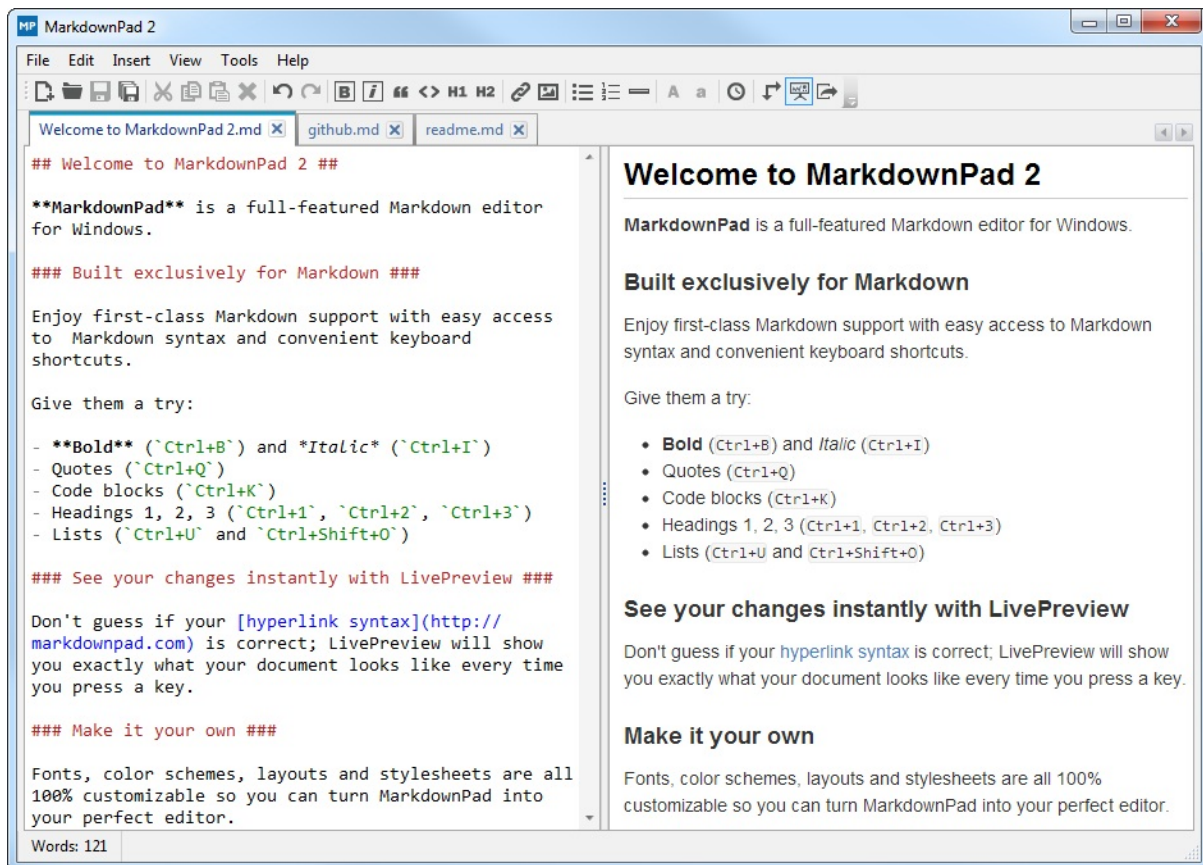 MP MarkdownPad 2
File Edit Insert View Tools Help
B i “ <> H1 H2 A a
Welcome to MarkdownPad 2.md github.md readme.md
## Welcome to MarkdownPad 2 ##
**MarkdownPad** is a full-featured Markdown editor
for Windows.
### Built exclusively for Markdown ###
Enjoy first-class Markdown support with easy access
to  Markdown syntax and convenient keyboard
shortcuts.
Give them a try:
- **Bold** (`Ctrl+B`) and *Italic* (`Ctrl+I`)
- Quotes (`Ctrl+Q`)
- Code blocks (`Ctrl+K`)
- Headings 1, 2, 3 (`Ctrl+1`, `Ctrl+2`, `Ctrl+3`)
- Lists (`Ctrl+U` and `Ctrl+Shift+O`)
### See your changes instantly with LivePreview ###
Don't guess if your [hyperlink syntax](http://
markdownpad.com) is correct; LivePreview will show
you exactly what your document looks like every time
you press a key.
### Make it your own ###
Fonts, color schemes, layouts and stylesheets are all
100% customizable so you can turn MarkdownPad into
your perfect editor.
Welcome to MarkdownPad 2
MarkdownPad is a full-featured Markdown editor for Windows.
Built exclusively for Markdown
Enjoy first-class Markdown support with easy access to Markdown
syntax and convenient keyboard shortcuts.
Give them a try:
• Bold (Ctrl+B) and Italic (Ctrl+I)
• Quotes (Ctrl+Q)
• Code blocks (Ctrl+K)
• Headings 1, 2, 3 (Ctrl+1, Ctrl+2, Ctrl+3)
• Lists (Ctrl+U and Ctrl+Shift+O)
See your changes instantly with LivePreview
Don't guess if your hyperlink syntax is correct; LivePreview will show
you exactly what your document looks like every time you press a key.
Make it your own
Fonts, color schemes, layouts and stylesheets are all 100%
customizable so you can turn MarkdownPad into your perfect editor.
Words: 121